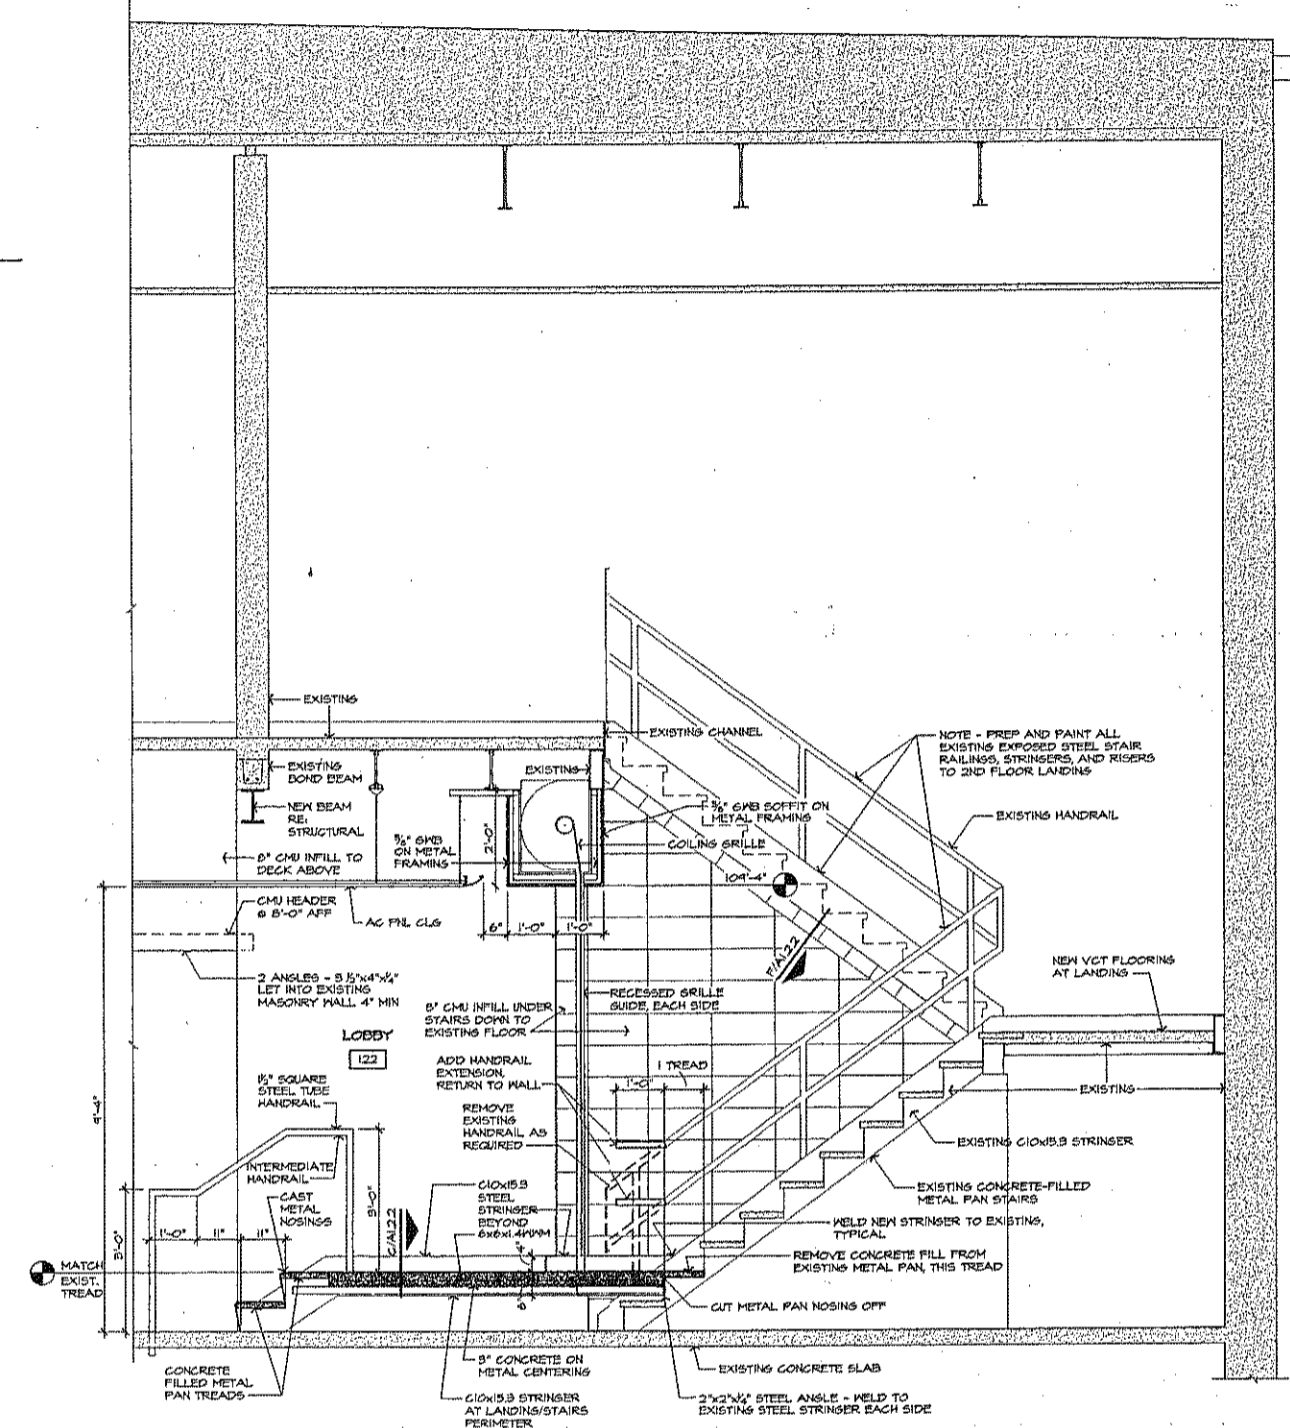 EXISTING
EXISTING CHANNEL
NOTE - PREP AND PAINT ALL
EXISTING EXPOSED STEEL STAIR
RAILINGS, STRINGERS, AND RISERS
TO 2ND FLOOR LANDING
EXISTING
BOND BEAM
EXISTING
NEW BEAM
RE:
STRUCTURAL
5/8" GWB
ON METAL
FRAMING
2'-0"
5/8" GWB SOFFIT ON
METAL FRAMING
EXISTING HANDRAIL
COILING GRILLE
8" CMU INFILL TO
DECK ABOVE
109'-4"
CMU HEADER
@ 8'-0" AFF
AC PNL CLG
6"
1'-0"
1'-0"
F/A1.22
NEW VCT FLOORING
AT LANDING
2 ANGLES - 3 1/2"x4"x1/4"
LET INTO EXISTING
MASONRY WALL 4" MIN
RECESSED GRILLE
GUIDE, EACH SIDE
8" CMU INFILL UNDER
STAIRS DOWN TO
EXISTING FLOOR
LOBBY
122
ADD HANDRAIL
EXTENSION,
RETURN TO WALL
1 TREAD
1'-0"
EXISTING
1 1/2" SQUARE
STEEL TUBE
HANDRAIL
9'-4"
REMOVE
EXISTING
HANDRAIL AS
REQUIRED
EXISTING C10x15.3 STRINGER
INTERMEDIATE
HANDRAIL
CAST
METAL
NOSINGS
3'-0"
C10x15.3
STEEL
STRINGER
BEYOND
6x6x1.4WWM
EXISTING CONCRETE-FILLED
METAL PAN STAIRS
1'-0"
11"
11"
C/A1.22
4"
WELD NEW STRINGER TO EXISTING,
TYPICAL
3'-0"
REMOVE CONCRETE FILL FROM
EXISTING METAL PAN, THIS TREAD
MATCH
EXIST.
TREAD
CUT METAL PAN NOSING OFF
CONCRETE
FILLED METAL
PAN TREADS
3" CONCRETE ON
METAL CENTERING
EXISTING CONCRETE SLAB
C10x15.3 STRINGER
AT LANDING/STAIRS
PERIMETER
2"x2"x1/4" STEEL ANGLE - WELD TO
EXISTING STEEL STRINGER EACH SIDE